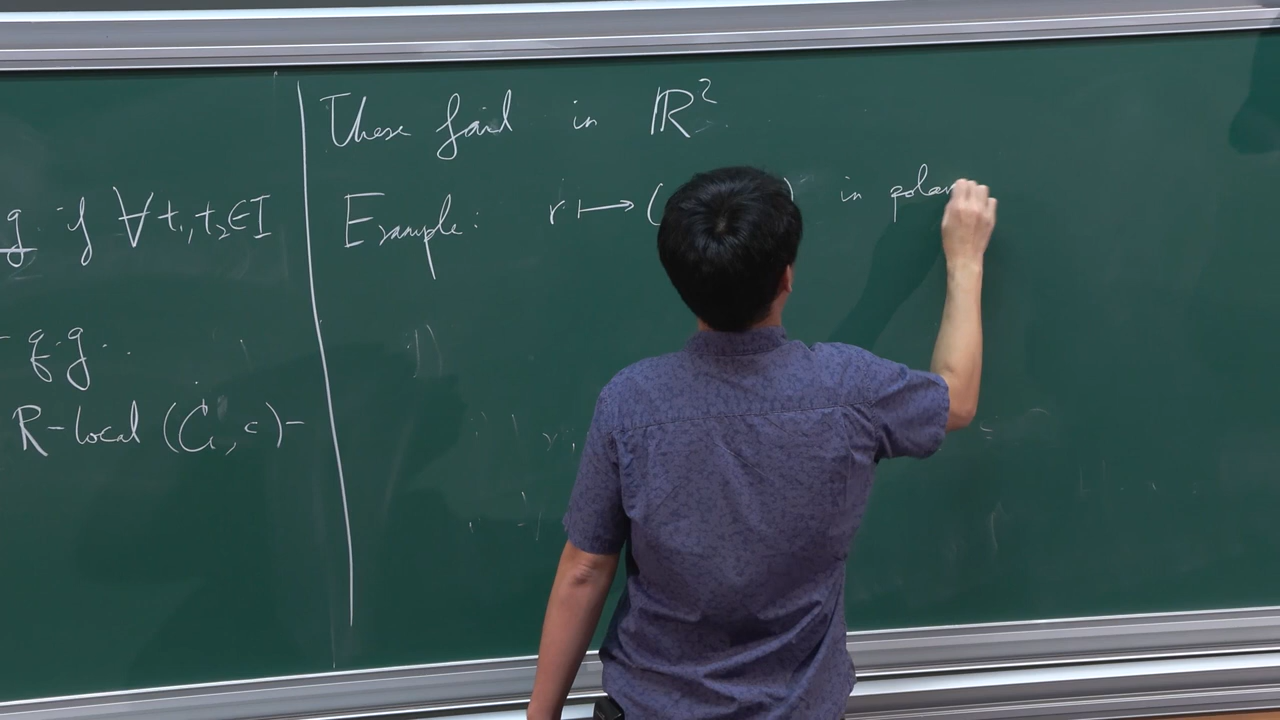 g if ∀ t₁, t₂ ∈ I
- q.g.
R-local (C₁, c)-
These fail in ℝ²
Example: r ↦ ( ) in polar